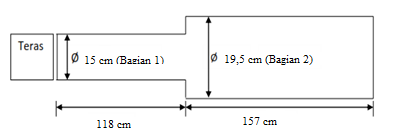 Teras
Ø 15 cm (Bagian 1)
Ø 19,5 cm (Bagian 2)
118 cm
157 cm